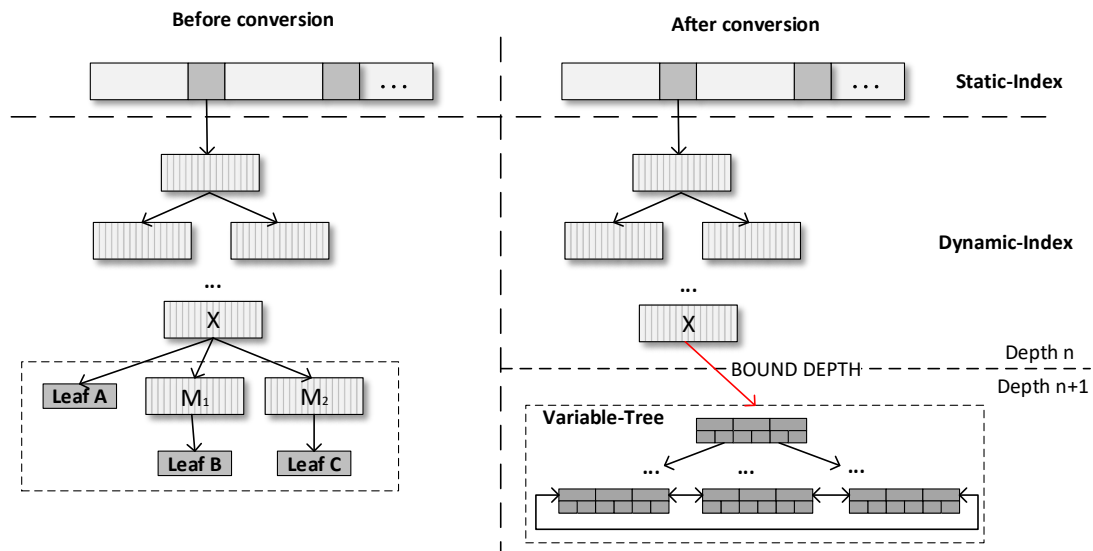 Before conversion
After conversion
...
...
Static-Index
Dynamic-Index
...
...
X
X
Depth n
BOUND DEPTH
Depth n+1
Leaf A
M1
M2
Variable-Tree
Leaf B
Leaf C
...
...
...